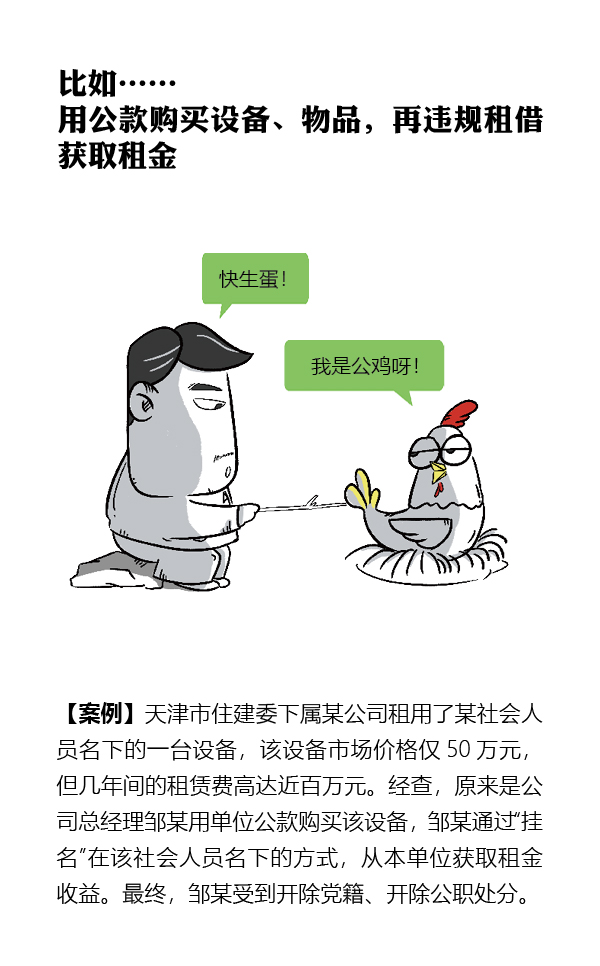 比如……
用公款购买设备、物品，再违规租借
获取租金
快生蛋！
我是公鸡呀！
【案例】天津市住建委下属某公司租用了某社会人
员名下的一台设备，该设备市场价格仅 50 万元，
但几年间的租赁费高达近百万元。经查，原来是公
司总经理邹某用单位公款购买该设备，邹某通过“挂
名”在该社会人员名下的方式，从本单位获取租金
收益。最终，邹某受到开除党籍、开除公职处分。